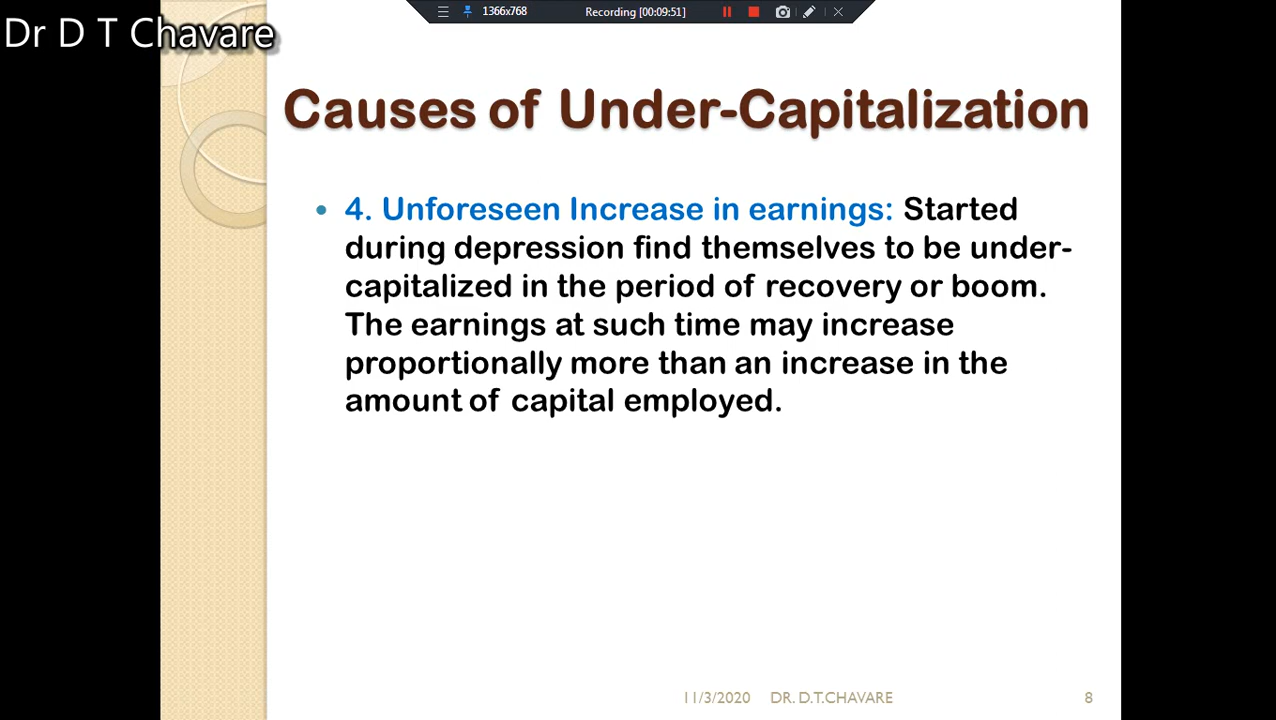 1366x768 Recording [00:09:51]
Dr D T Chavare
Causes of Under-Capitalization
• 4. Unforeseen Increase in earnings: Started
during depression find themselves to be under-
capitalized in the period of recovery or boom.
The earnings at such time may increase
proportionally more than an increase in the
amount of capital employed.
11/3/2020 DR. D.T.CHAVARE 8